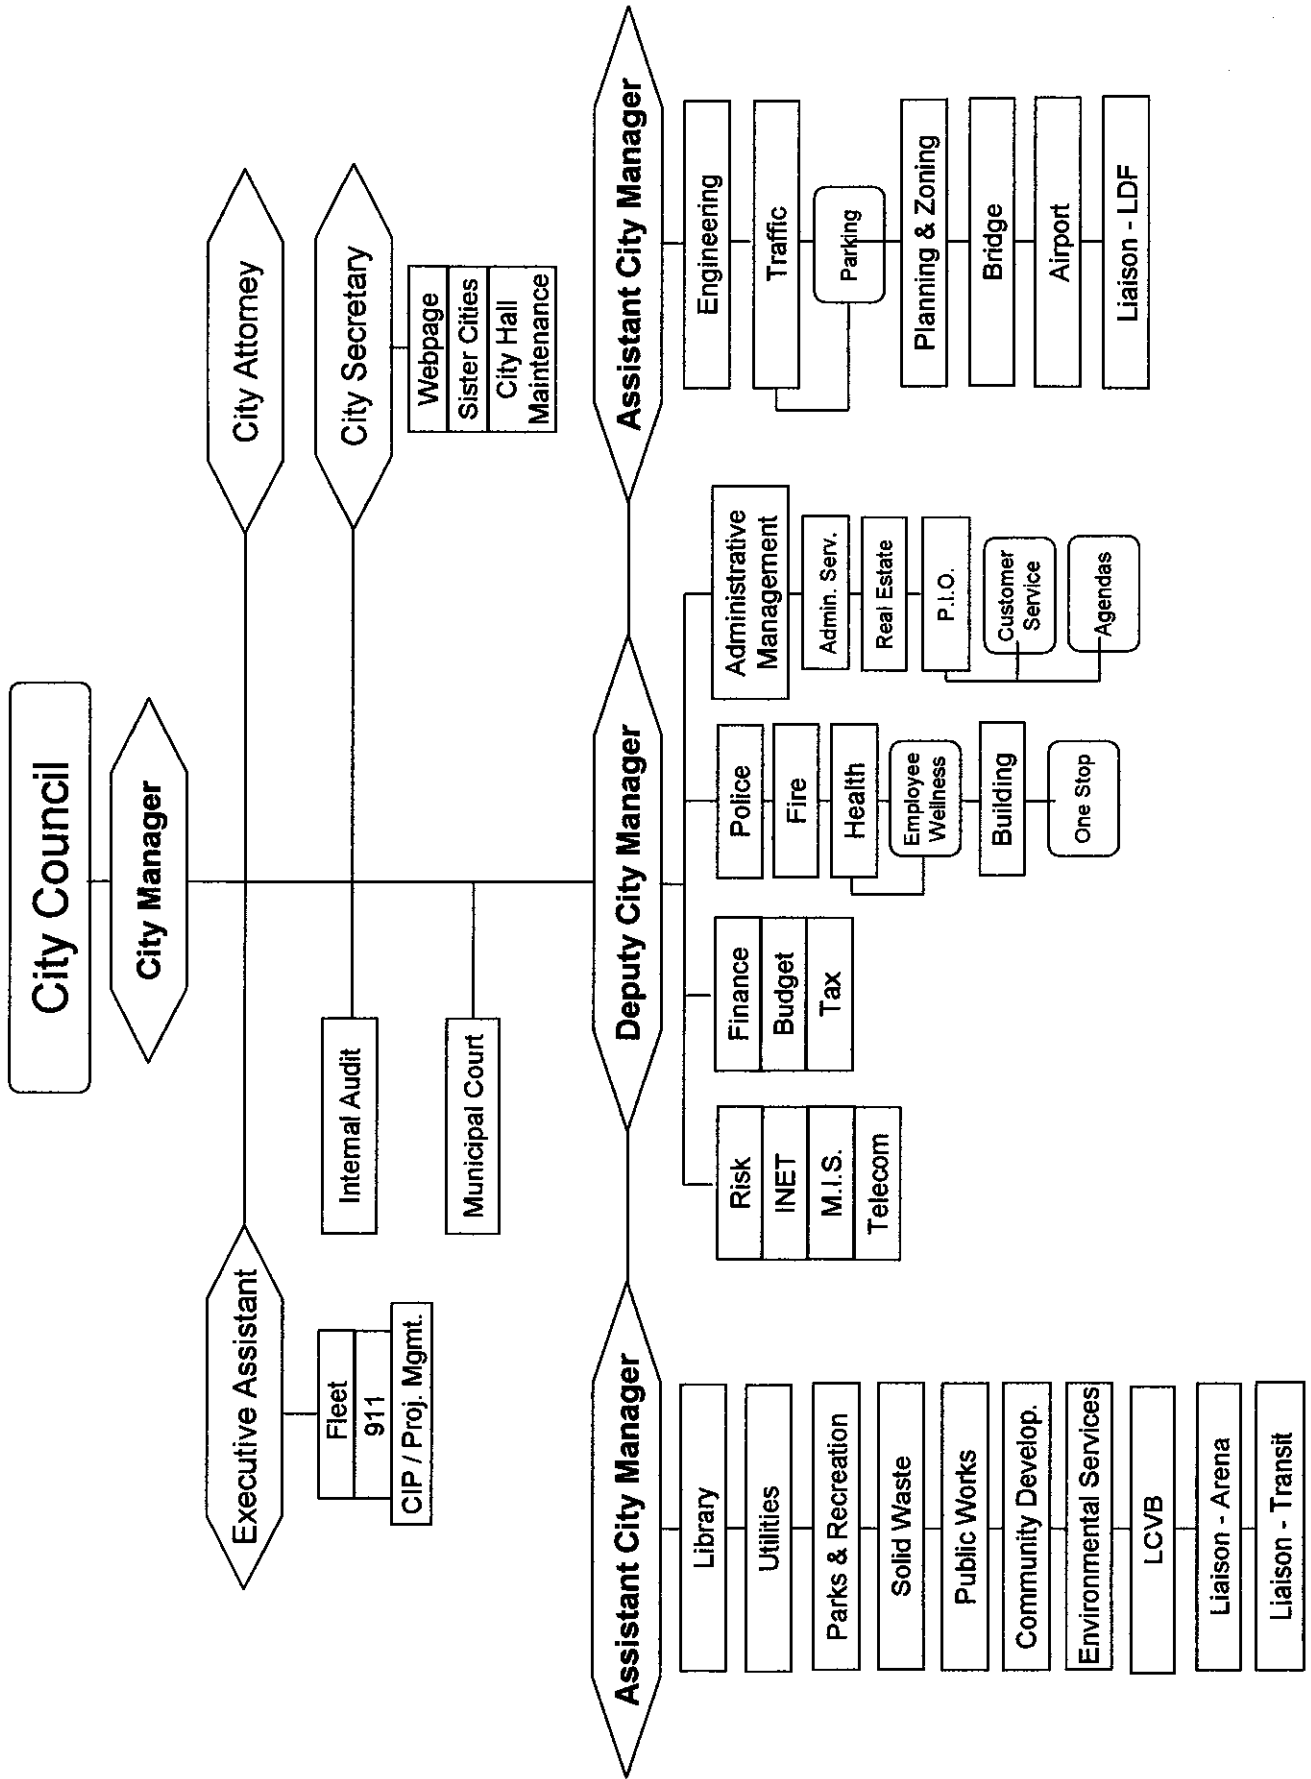 City Council
City Manager
Executive Assistant
City Attorney
Fleet
911
CIP / Proj. Mgmt.
Internal Audit
City Secretary
Webpage
Sister Cities
City Hall
Maintenance
Municipal Court
Assistant City Manager
Deputy City Manager
Assistant City Manager
Library
Utilities
Parks & Recreation
Solid Waste
Public Works
Community Develop.
Environmental Services
LCVB
Liaison - Arena
Liaison - Transit
Risk
INET
M.I.S.
Telecom
Finance
Budget
Tax
Police
Fire
Health
Employee
Wellness
Building
One Stop
Administrative
Management
Admin. Serv.
Real Estate
P.I.O.
Customer
Service
Agendas
Engineering
Traffic
Parking
Planning & Zoning
Bridge
Airport
Liaison - LDF